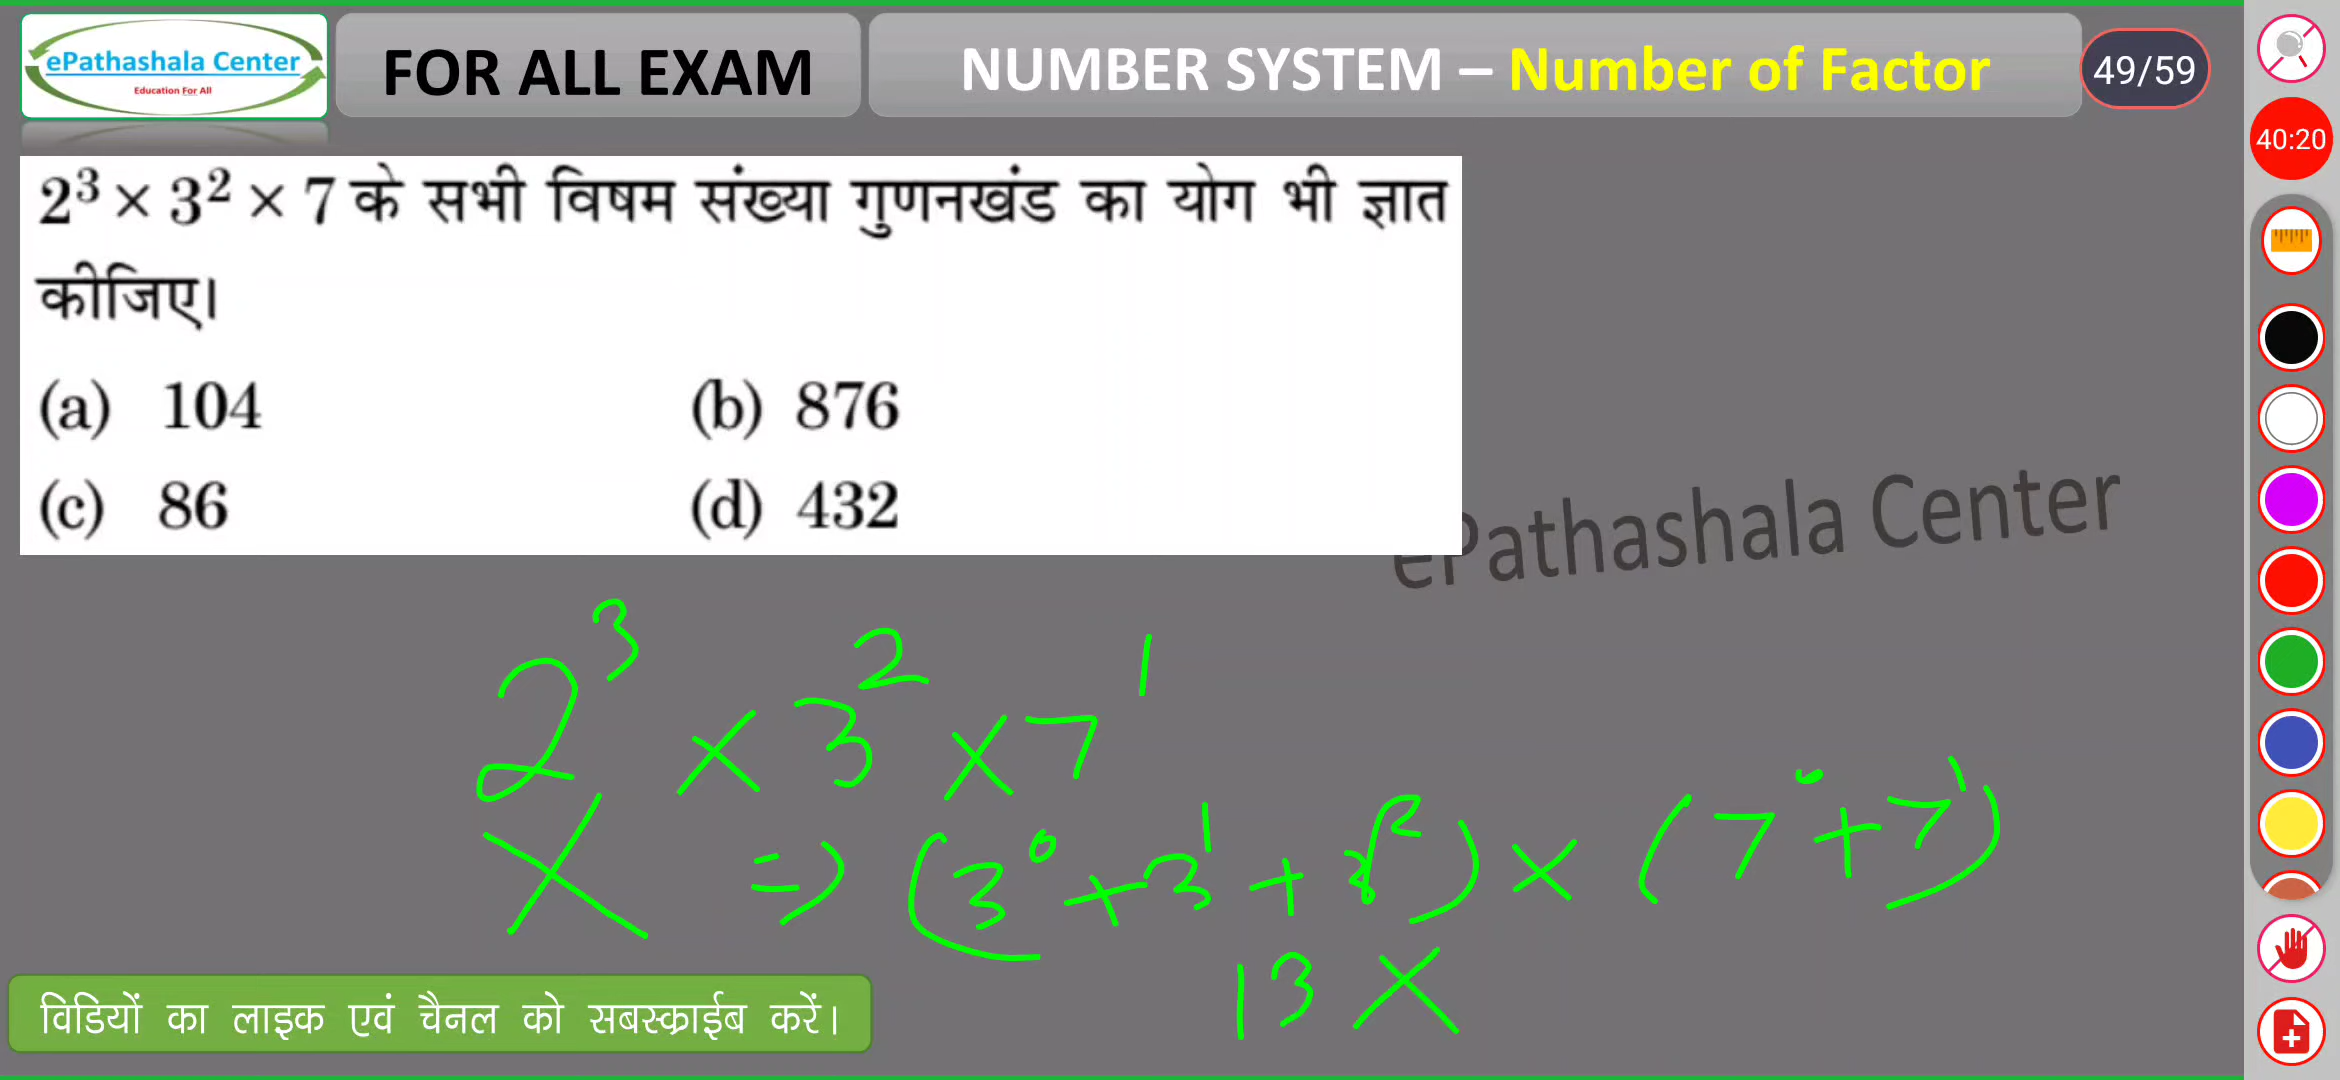 ePathashala Center
Education For All
FOR ALL EXAM
NUMBER SYSTEM – Number of Factor
49/59
40:20
2³ × 3² × 7 के सभी विषम संख्या गुणनखंड का योग भी ज्ञात
कीजिए।
(a) 104
(b) 876
(c) 86
(d) 432
ePathashala Center
2³ × 3² × 7¹
× ⇒ (3⁰ + 3¹ + 3²) × (7⁰ + 7¹)
13 ×
विडियों का लाइक एवं चैनल को सबस्क्राईब करें।